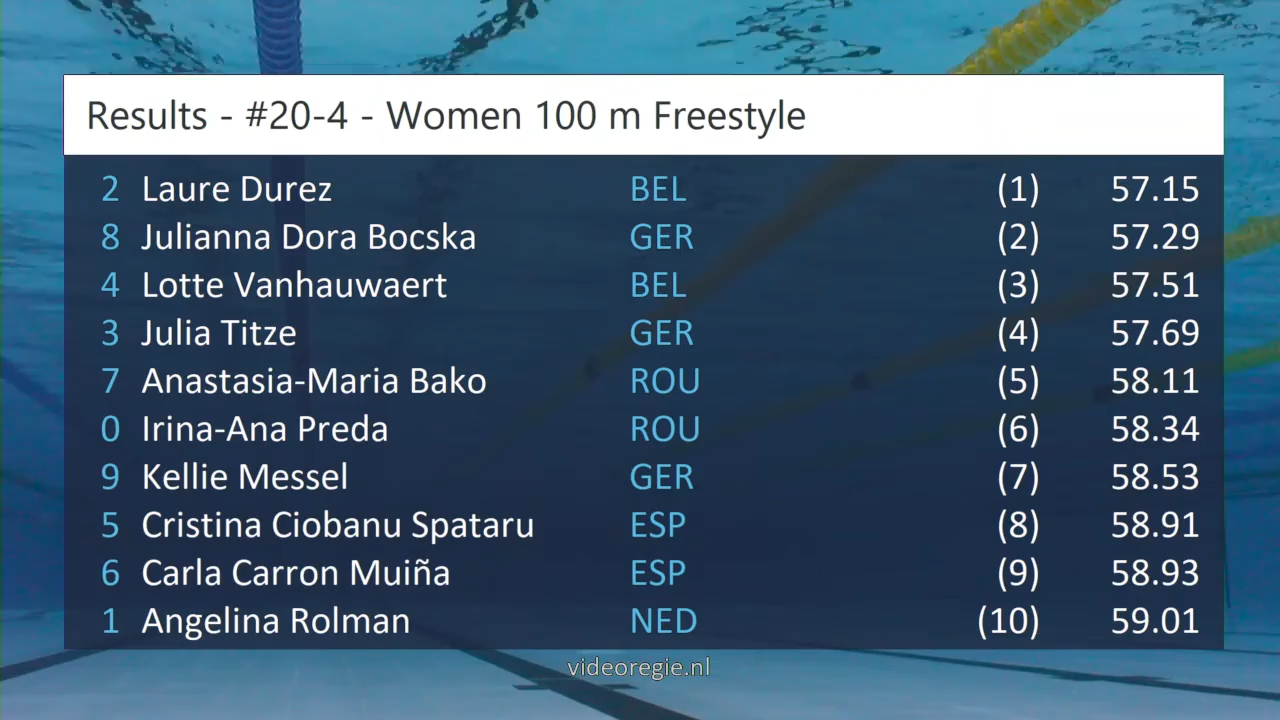 Results - #20-4 - Women 100 m Freestyle
2 Laure Durez BEL (1) 57.15
8 Julianna Dora Bocska GER (2) 57.29
4 Lotte Vanhauwaert BEL (3) 57.51
3 Julia Titze GER (4) 57.69
7 Anastasia-Maria Bako ROU (5) 58.11
0 Irina-Ana Preda ROU (6) 58.34
9 Kellie Messel GER (7) 58.53
5 Cristina Ciobanu Spataru ESP (8) 58.91
6 Carla Carron Muiña ESP (9) 58.93
1 Angelina Rolman NED (10) 59.01
videoregie.nl